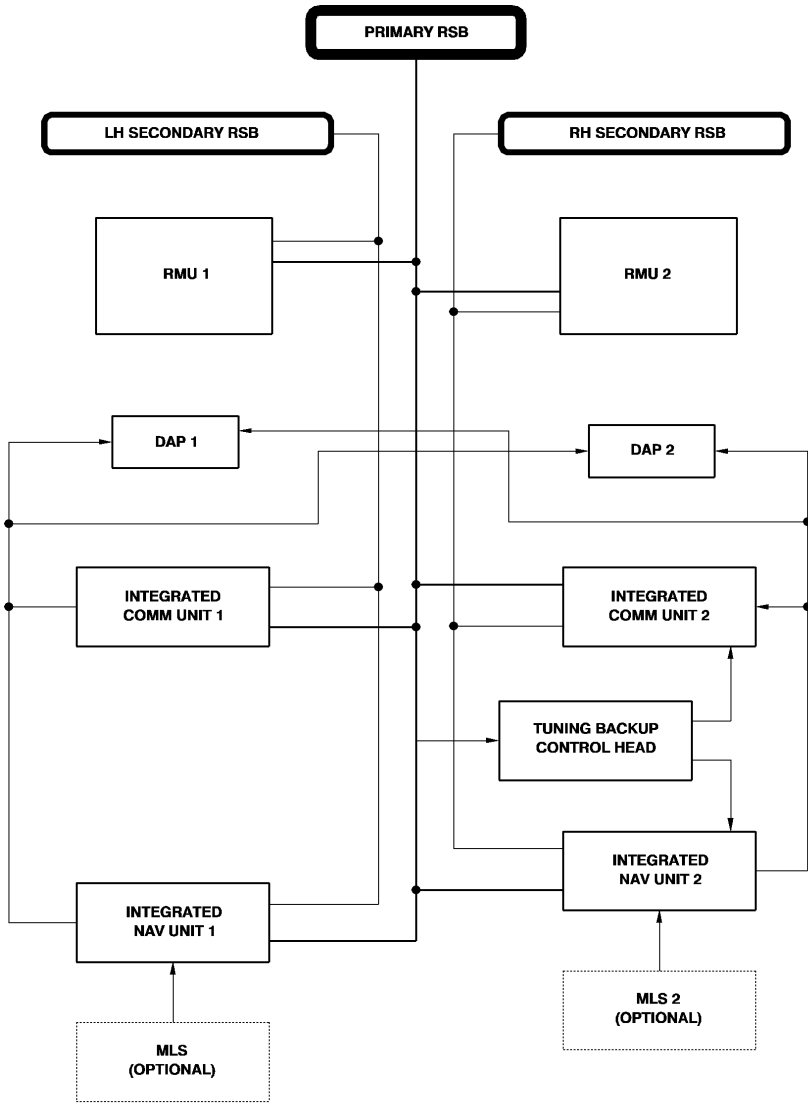 PRIMARY RSB
LH SECONDARY RSB
RH SECONDARY RSB
RMU 1
RMU 2
DAP 1
DAP 2
INTEGRATED
COMM UNIT 1
INTEGRATED
COMM UNIT 2
TUNING BACKUP
CONTROL HEAD
INTEGRATED
NAV UNIT 2
INTEGRATED
NAV UNIT 1
MLS 2
(OPTIONAL)
MLS
(OPTIONAL)